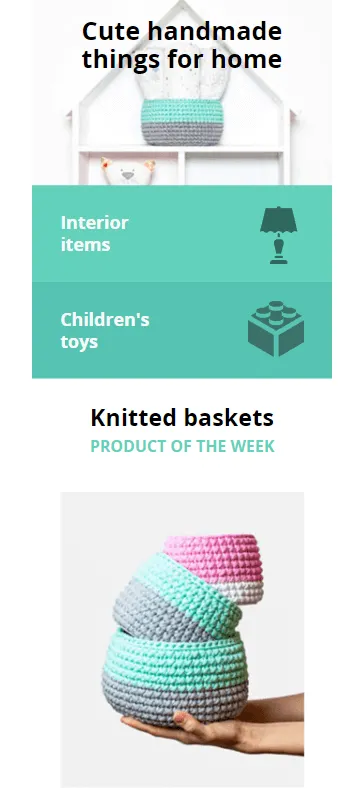 Cute handmade
things for home
Interior
items
Children's
toys
Knitted baskets
PRODUCT OF THE WEEK